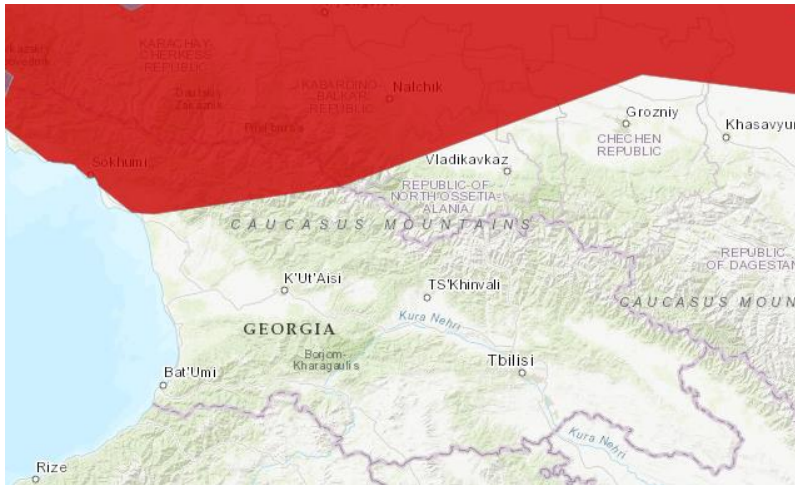 KARACHAY-
CHERKESS
REPUBLIC
KABARDINO-
BALKAR
REPUBLIC
Nalchik
Grozniy
Khasavyur
CHECHEN
REPUBLIC
Sokhumi
Vladikavkaz
REPUBLIC OF
NORTH OSSETIA-
ALANIA
CAUCASUS MOUNTAINS
REPUBLIC
OF DAGESTAN
K'Ut'Aisi
TS'Khinvali
CAUCASUS MOUN
Kura Nehri
GEORGIA
Borjom-
Kharagaulis
Tbilisi
Bat'Umi
Kura Nehri
Rize